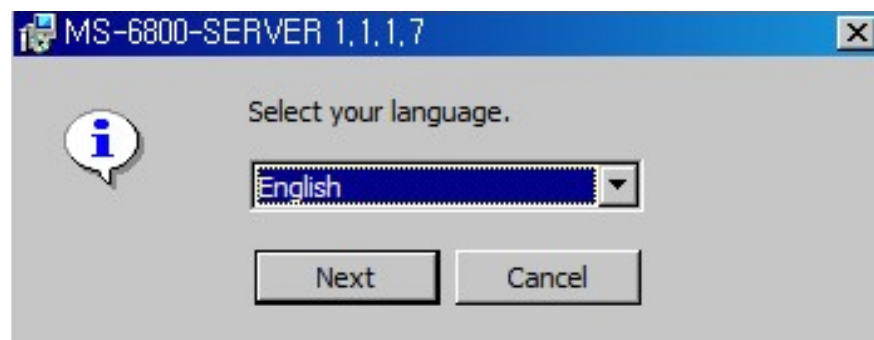 MS-6800-SERVER 1,1,1,7
Select your language.
English
Next Cancel